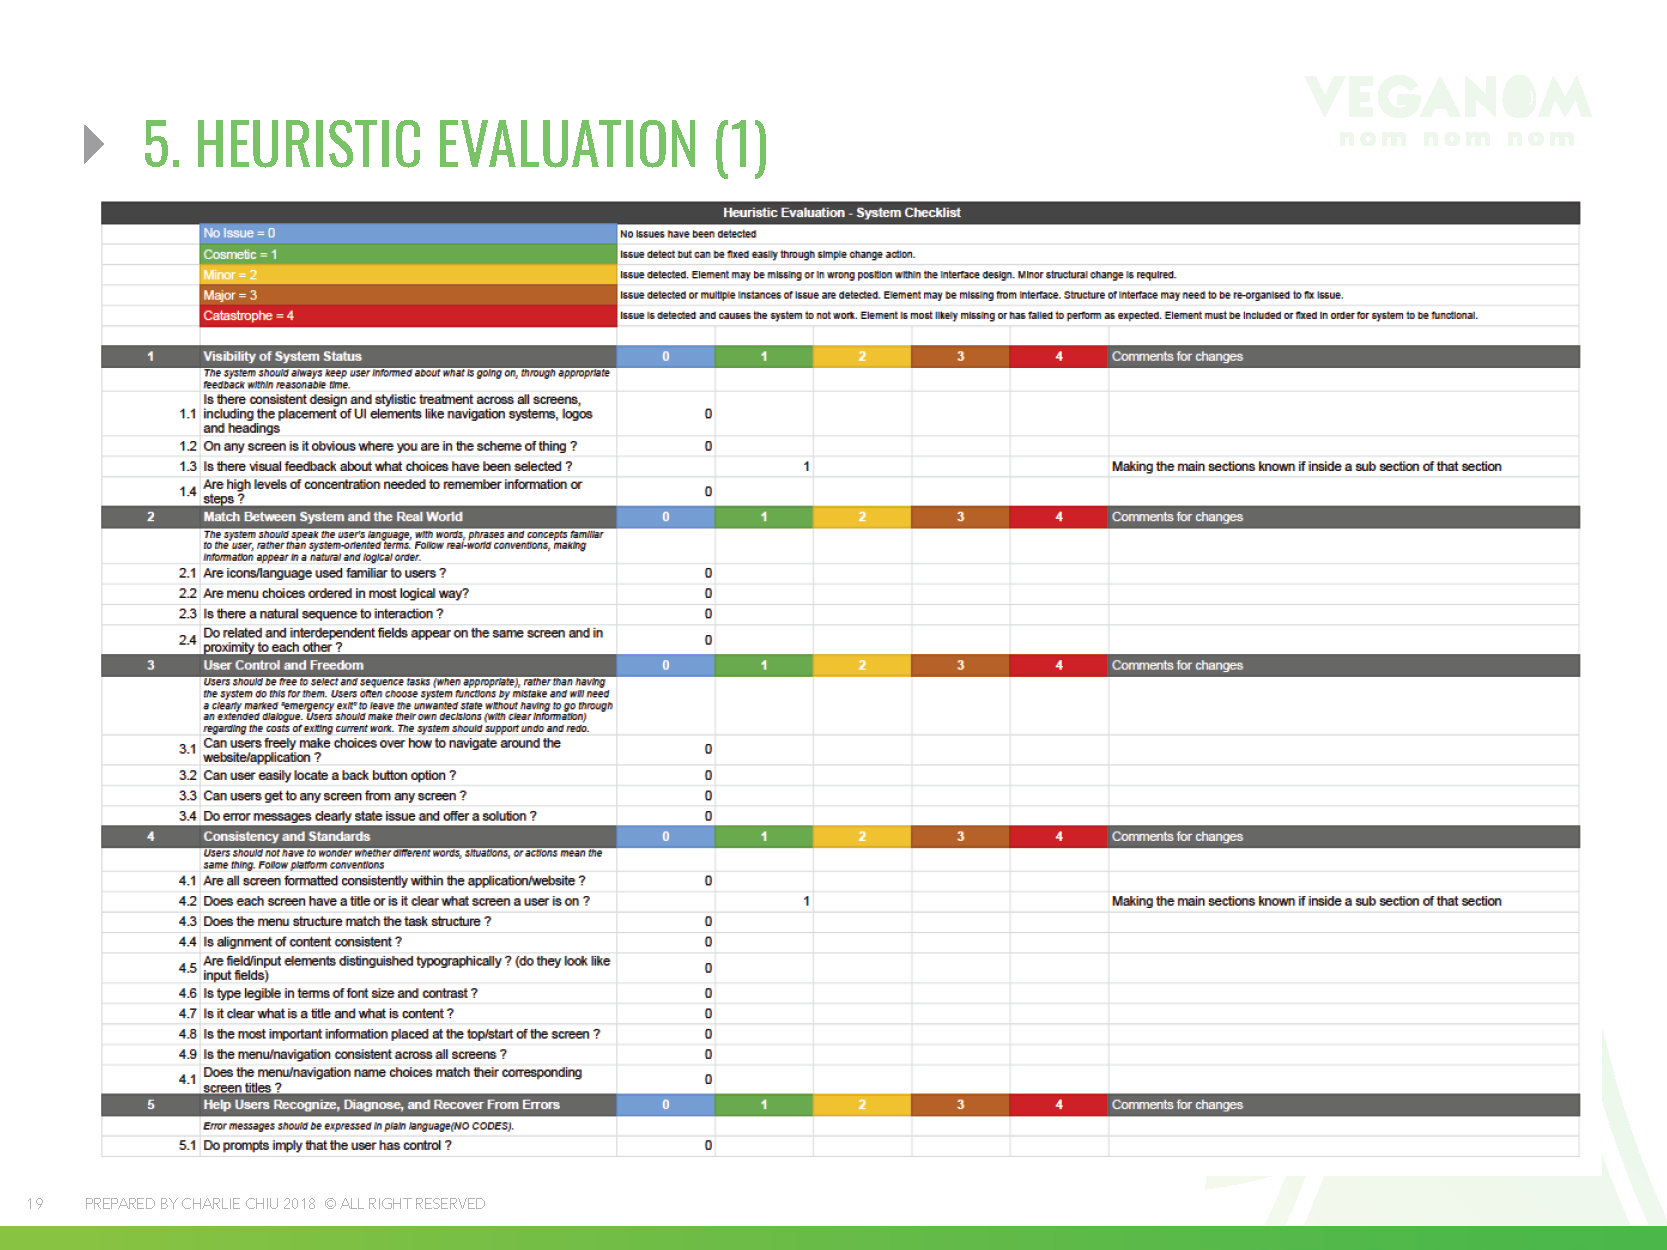 VEGANOM
nom nom nom
5. HEURISTIC EVALUATION (1)
Heuristic Evaluation - System Checklist
No Issue = 0 No issues have been detected
Cosmetic = 1 Issue detect but can be fixed easily through simple change action.
Minor = 2 Issue detected. Element may be missing or in wrong position within the interface design. Minor structural change is required.
Major = 3 Issue detected or multiple instances of issue are detected. Element may be missing from interface. Structure of interface may need to be re-organised to fix issue.
Catastrophe = 4 Issue is detected and causes the system to not work. Element is most likely missing or has failed to perform as expected. Element must be included or fixed in order for system to be functional.
1 Visibility of System Status 0 1 2 3 4 Comments for changes
The system should always keep user informed about what is going on, through appropriate
feedback within reasonable time.
Is there consistent design and stylistic treatment across all screens,
1.1 including the placement of UI elements like navigation systems, logos 0
and headings
1.2 On any screen is it obvious where you are in the scheme of thing ? 0
1.3 Is there visual feedback about what choices have been selected ? 1 Making the main sections known if inside a sub section of that section
1.4 Are high levels of concentration needed to remember information or 0
steps ?
2 Match Between System and the Real World 0 1 2 3 4 Comments for changes
The system should speak the user's language, with words, phrases and concepts familiar
to the user, rather than system-oriented terms. Follow real-world conventions, making
information appear in a natural and logical order.
2.1 Are icons/language used familiar to users ? 0
2.2 Are menu choices ordered in most logical way? 0
2.3 Is there a natural sequence to interaction ? 0
2.4 Do related and interdependent fields appear on the same screen and in 0
proximity to each other ?
3 User Control and Freedom 0 1 2 3 4 Comments for changes
Users should be free to select and sequence tasks (when appropriate), rather than having
the system do this for them. Users often choose system functions by mistake and will need
a clearly marked "emergency exit" to leave the unwanted state without having to go through
an extended dialogue. Users should make their own decisions (with clear information)
regarding the costs of exiting current work. The system should support undo and redo.
3.1 Can users freely make choices over how to navigate around the 0
website/application ?
3.2 Can user easily locate a back button option ? 0
3.3 Can users get to any screen from any screen ? 0
3.4 Do error messages clearly state issue and offer a solution ? 0
4 Consistency and Standards 0 1 2 3 4 Comments for changes
Users should not have to wonder whether different words, situations, or actions mean the
same thing. Follow platform conventions
4.1 Are all screen formatted consistently within the application/website ? 0
4.2 Does each screen have a title or is it clear what screen a user is on ? 1 Making the main sections known if inside a sub section of that section
4.3 Does the menu structure match the task structure ? 0
4.4 Is alignment of content consistent ? 0
4.5 Are field/input elements distinguished typographically ? (do they look like 0
input fields)
4.6 Is type legible in terms of font size and contrast ? 0
4.7 Is it clear what is a title and what is content ? 0
4.8 Is the most important information placed at the top/start of the screen ? 0
4.9 Is the menu/navigation consistent across all screens ? 0
4.1 Does the menu/navigation name choices match their corresponding 0
screen titles ?
5 Help Users Recognize, Diagnose, and Recover From Errors 0 1 2 3 4 Comments for changes
Error messages should be expressed in plain language(NO CODES).
5.1 Do prompts imply that the user has control ? 0
19 PREPARED BY CHARLIE CHIU 2018 © ALL RIGHT RESERVED